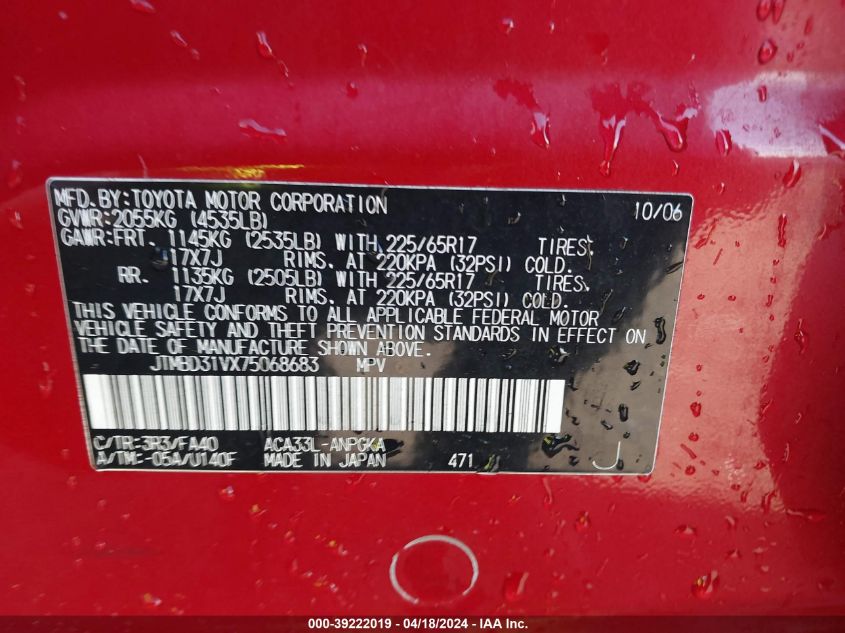 MFD. BY: TOYOTA MOTOR CORPORATION 10/06
GVWR: 2055KG (4535LB)
GAWR: FRT. 1145KG (2535LB) WITH 225/65R17 TIRES,
17X7J RIMS, AT 220KPA (32PSI) COLD.
RR. 1135KG (2505LB) WITH 225/65R17 TIRES,
17X7J RIMS, AT 220KPA (32PSI) COLD.
THIS VEHICLE CONFORMS TO ALL APPLICABLE FEDERAL MOTOR
VEHICLE SAFETY AND THEFT PREVENTION STANDARDS IN EFFECT ON
THE DATE OF MANUFACTURE SHOWN ABOVE.
JTMBD31VX75068683 MPV
C/TR: 3R3/FA40 ACA33L-ANPGKA
A/TM: -05A/U140F MADE IN JAPAN 471 J
000-39222019 - 04/18/2024 - IAA Inc.